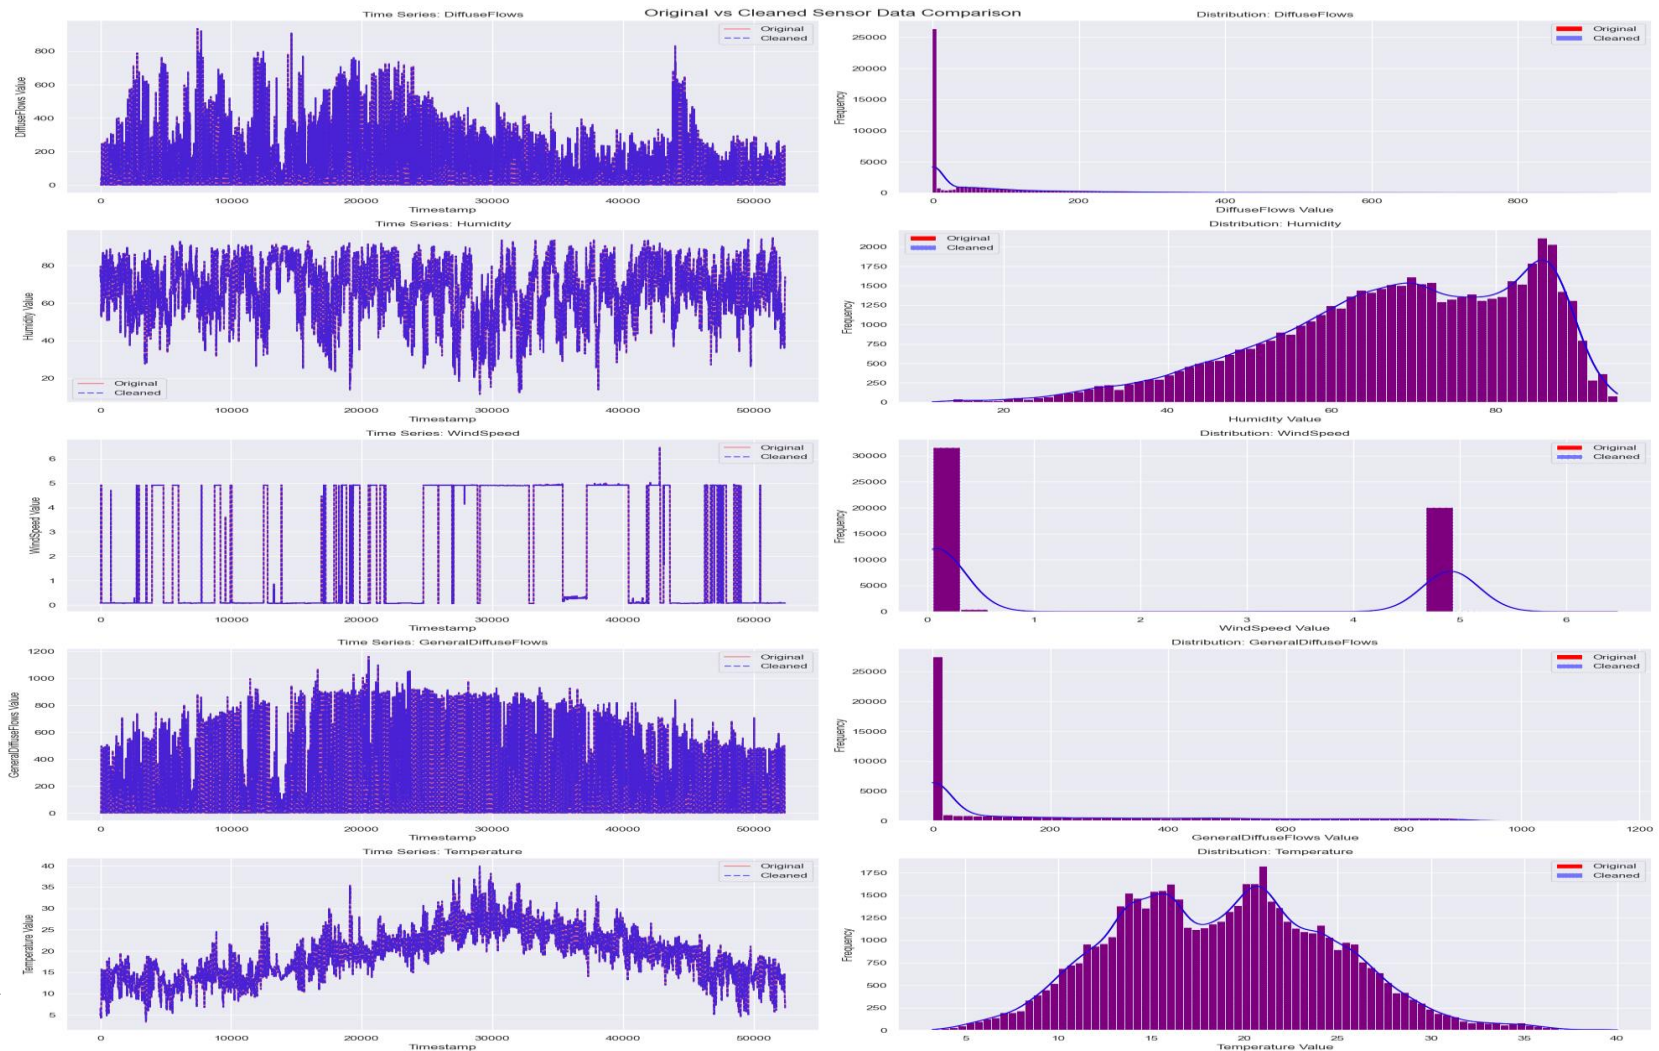 Original vs Cleaned Sensor Data Comparison
Time Series: DiffuseFlows
DiffuseFlows Value
800
600
400
200
0
Original
Cleaned
0 10000 20000 30000 40000 50000
Timestamp
Distribution: DiffuseFlows
Frequency
25000
20000
15000
10000
5000
0
Original
Cleaned
0 200 400 600 800
DiffuseFlows Value
Time Series: Humidity
Humidity Value
80
60
40
20
Original
Cleaned
0 10000 20000 30000 40000 50000
Timestamp
Distribution: Humidity
Frequency
2000
1750
1500
1250
1000
750
500
250
0
Original
Cleaned
20 40 60 80
Humidity Value
Time Series: WindSpeed
WindSpeed Value
6
5
4
3
2
1
0
Original
Cleaned
0 10000 20000 30000 40000 50000
Timestamp
Distribution: WindSpeed
Frequency
30000
25000
20000
15000
10000
5000
0
Original
Cleaned
0 1 2 3 4 5 6
WindSpeed Value
Time Series: GeneralDiffuseFlows
GeneralDiffuseFlows Value
1200
1000
800
600
400
200
0
Original
Cleaned
0 10000 20000 30000 40000 50000
Timestamp
Distribution: GeneralDiffuseFlows
Frequency
25000
20000
15000
10000
5000
0
Original
Cleaned
0 200 400 600 800 1000 1200
GeneralDiffuseFlows Value
Time Series: Temperature
Temperature Value
40
35
30
25
20
15
10
5
Original
Cleaned
0 10000 20000 30000 40000 50000
Timestamp
Distribution: Temperature
Frequency
1750
1500
1250
1000
750
500
250
0
Original
Cleaned
5 10 15 20 25 30 35 40
Temperature Value